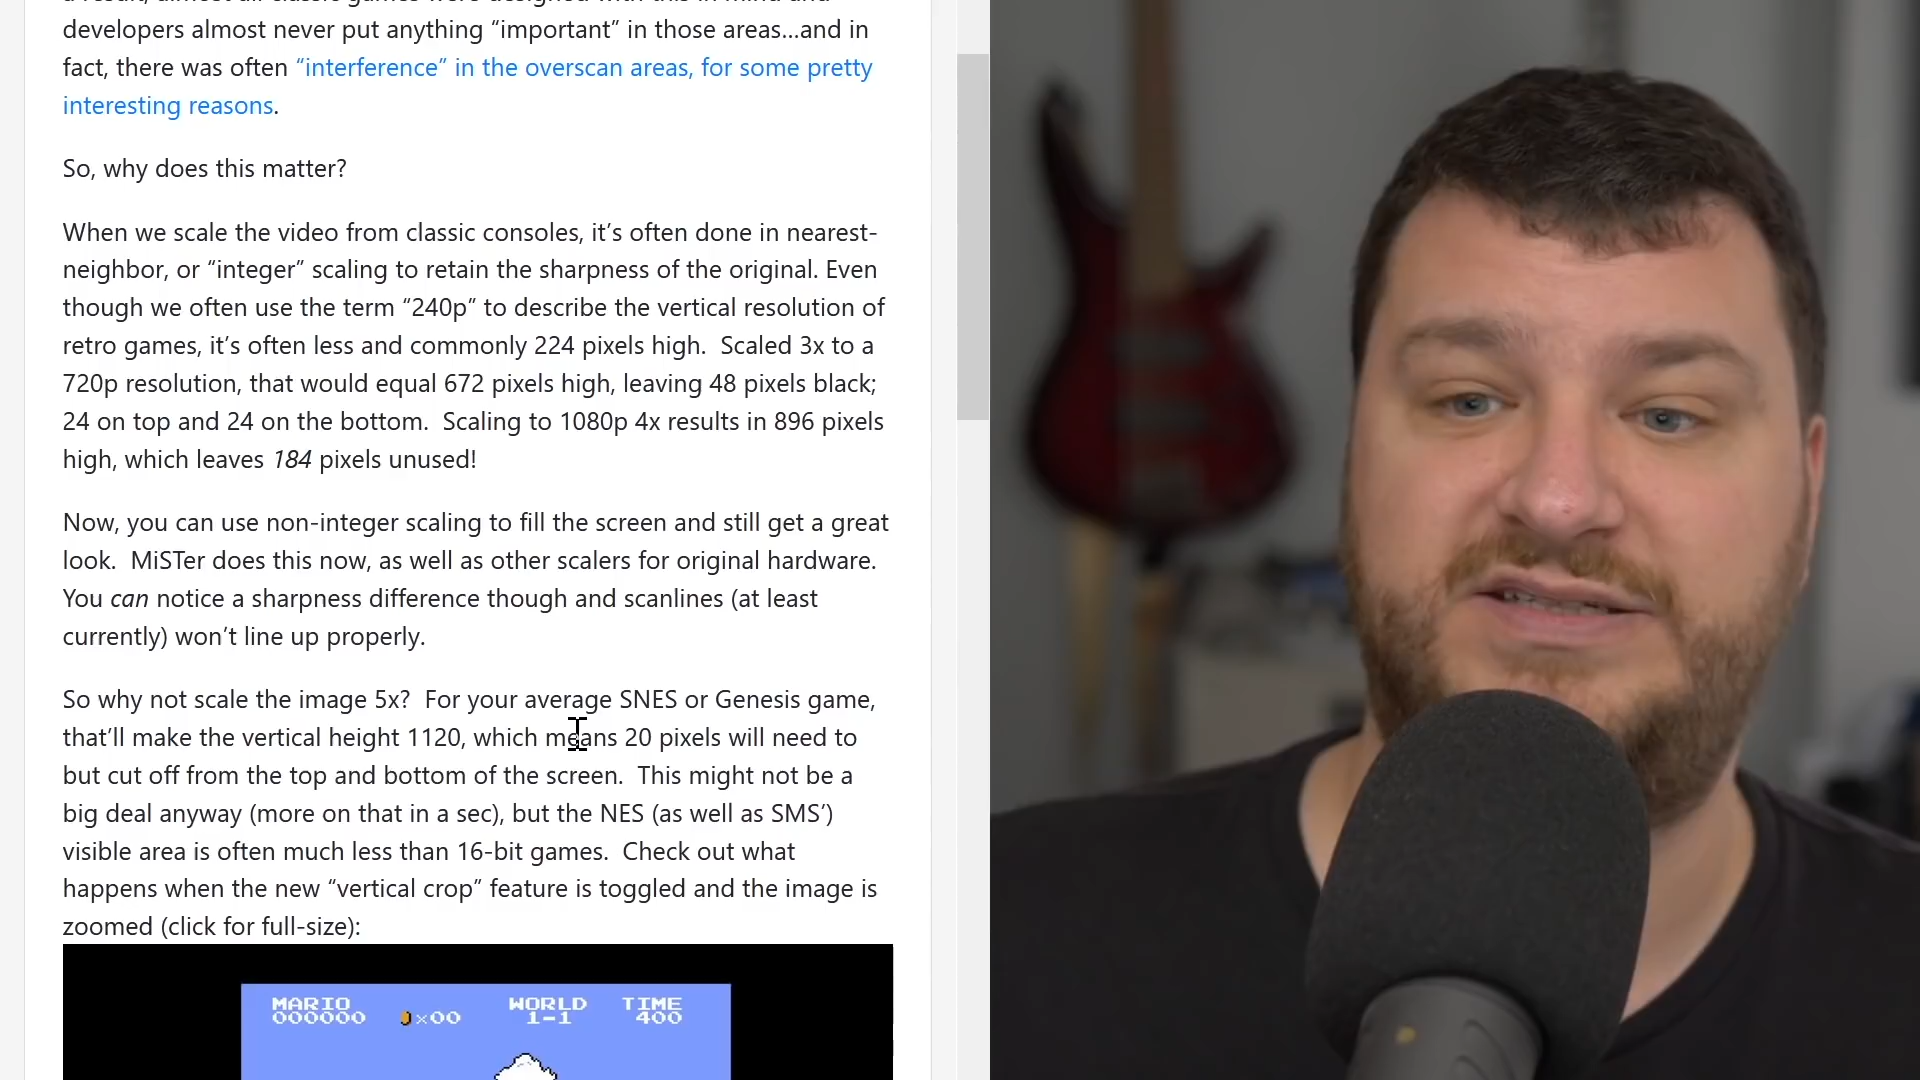 developers almost never put anything “important” in those areas…and in
fact, there was often “interference” in the overscan areas, for some pretty
interesting reasons.
So, why does this matter?
When we scale the video from classic consoles, it’s often done in nearest-
neighbor, or “integer” scaling to retain the sharpness of the original. Even
though we often use the term “240p” to describe the vertical resolution of
retro games, it’s often less and commonly 224 pixels high.  Scaled 3x to a
720p resolution, that would equal 672 pixels high, leaving 48 pixels black;
24 on top and 24 on the bottom.  Scaling to 1080p 4x results in 896 pixels
high, which leaves 184 pixels unused!
Now, you can use non-integer scaling to fill the screen and still get a great
look.  MiSTer does this now, as well as other scalers for original hardware.
You can notice a sharpness difference though and scanlines (at least
currently) won’t line up properly.
So why not scale the image 5x?  For your average SNES or Genesis game,
that’ll make the vertical height 1120, which means 20 pixels will need to
but cut off from the top and bottom of the screen.  This might not be a
big deal anyway (more on that in a sec), but the NES (as well as SMS’)
visible area is often much less than 16-bit games.  Check out what
happens when the new “vertical crop” feature is toggled and the image is
zoomed (click for full-size):
MARIO WORLD TIME
000000 ×00 1-1 400